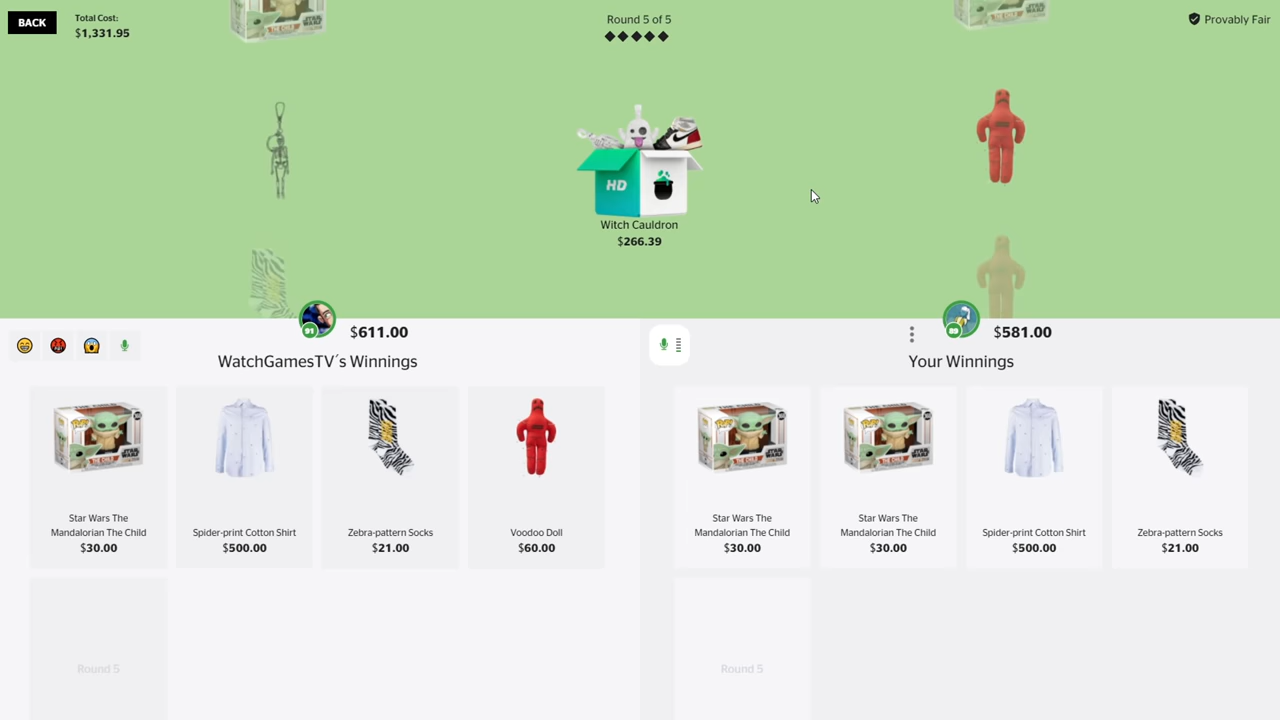 BACK
Total Cost:
$1,331.95
Round 5 of 5
Provably Fair
HD
Witch Cauldron
$266.39
91
$611.00
WatchGamesTV´s Winnings
89
$581.00
Your Winnings
Star Wars The
Mandalorian The Child
$30.00
Spider-print Cotton Shirt
$500.00
Zebra-pattern Socks
$21.00
Voodoo Doll
$60.00
Star Wars The
Mandalorian The Child
$30.00
Star Wars The
Mandalorian The Child
$30.00
Spider-print Cotton Shirt
$500.00
Zebra-pattern Socks
$21.00
Round 5
Round 5